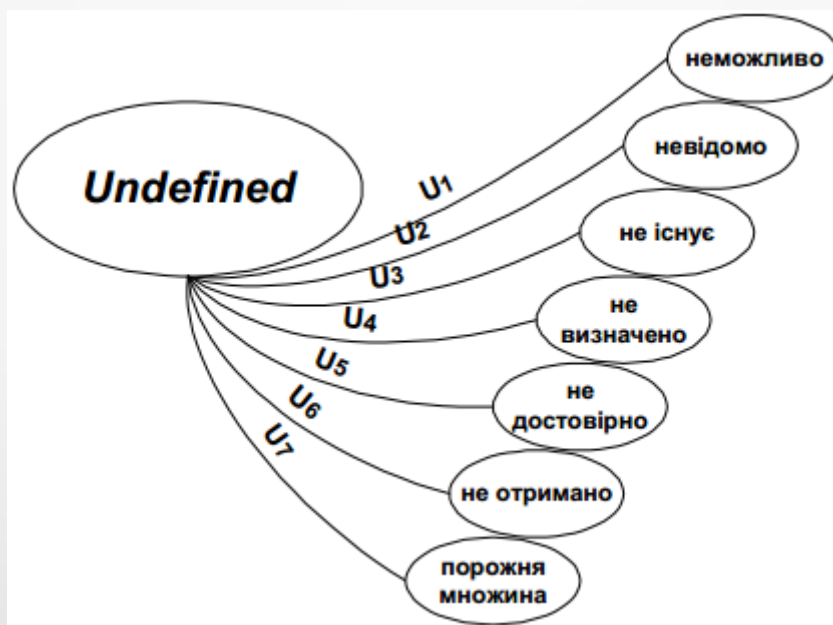 неможливо
Undefined
невідомо
U1
U2
не існує
U3
U4
не
визначено
U5
не
достовірно
U6
U7
не отримано
порожня
множина